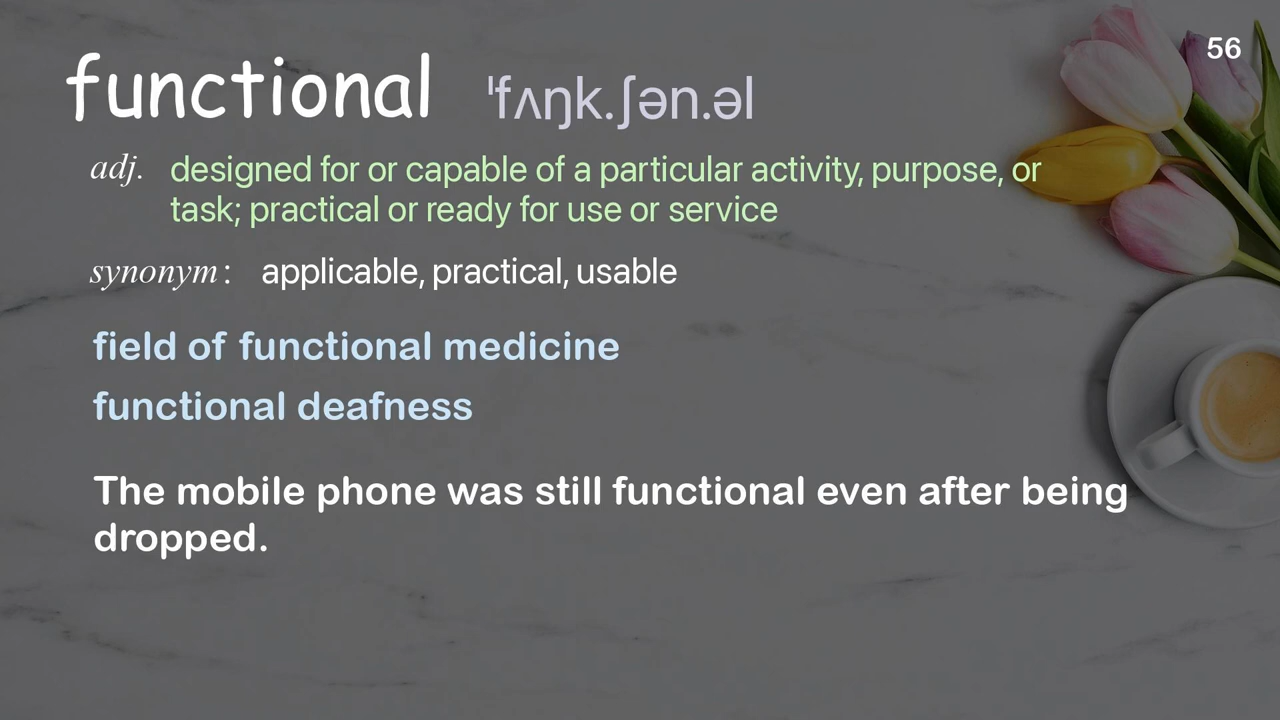 56
functional ˈfʌŋk.ʃən.əl
adj. designed for or capable of a particular activity, purpose, or
task; practical or ready for use or service
synonym: applicable, practical, usable
field of functional medicine
functional deafness
The mobile phone was still functional even after being
dropped.